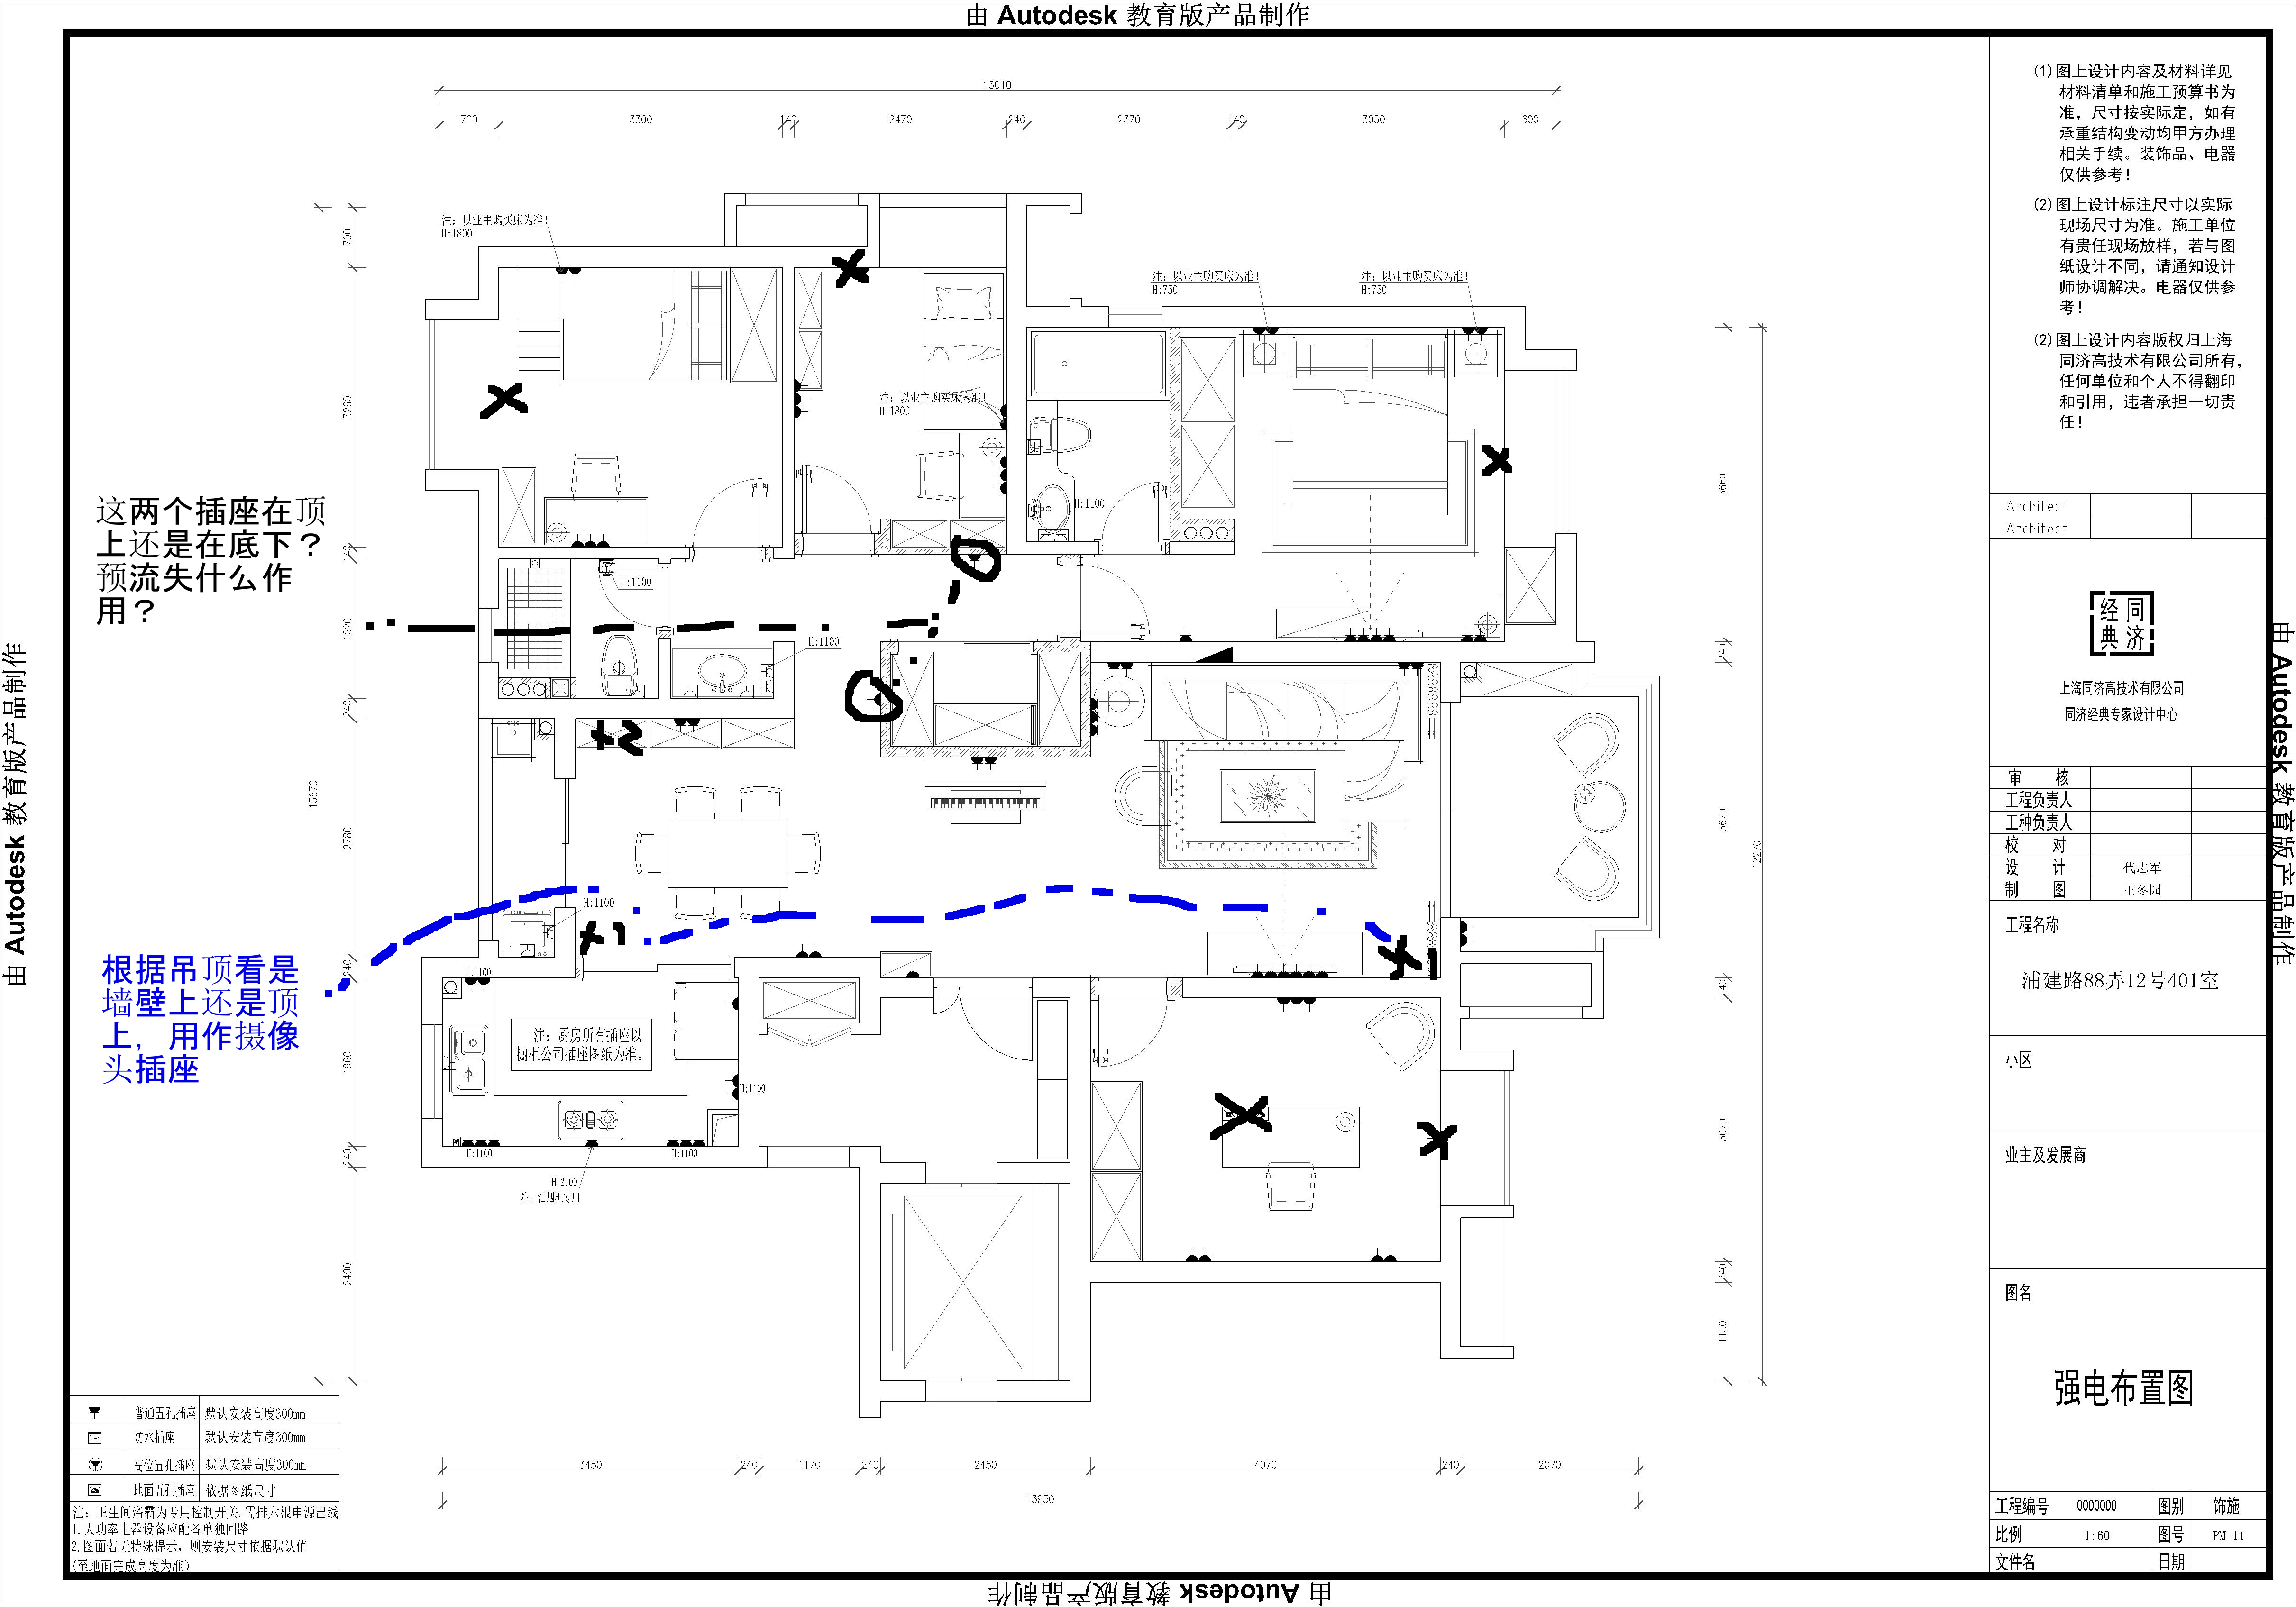 由 Autodesk 教育版产品制作
13010
700 3300 140 2470 240 2370 140 3050 600
(1)图上设计内容及材料详见
材料清单和施工预算书为
准，尺寸按实际定，如有
承重结构变动均甲方办理
相关手续。装饰品、电器
仅供参考！
(2)图上设计标注尺寸以实际
现场尺寸为准。施工单位
有责任现场放样，若与图
纸设计不同，请通知设计
师协调解决。电器仅供参
考！
(2)图上设计内容版权归上海
同济高技术有限公司所有，
任何单位和个人不得翻印
和引用，违者承担一切责
任！
Architect
Architect
经典 同济
上海同济高技术有限公司
同济经典专家设计中心
审 核
工程负责人
工种负责人
校 对
设 计 代志军
制 图 王冬园
工程名称
浦建路88弄12号401室
小区
业主及发展商
图名
强电布置图
工程编号 0000000 图别 饰施
比例 1:60 图号 PM-11
文件名 日期
注：以业主购买床为准！
H:1800
注：以业主购买床为准！
H:750
注：以业主购买床为准！
H:750
注：以业主购买床为准！
H:1800
H:1100
H:1100
H:1100
这两个插座在顶
上还是在底下？
预流失什么作
用？
+2
H:1100
+1
+1
根据吊顶看是
墙壁上还是顶
上，用作摄像
头插座
H:1100
注：厨房所有插座以
橱柜公司插座图纸为准。
H:1100
H:1100
H:1100
H:2100
注：油烟机专用
700
3260
140
1620
240
2780
240
1960
240
2490
13670
3660
240
3670
240
3070
240
1150
12270
3450 240 1170 240 2450 4070 240 2070
13930
普通五孔插座 默认安装高度300mm
防水插座 默认安装高度300mm
高位五孔插座 默认安装高度300mm
地面五孔插座 依据图纸尺寸
注：卫生间浴霸为专用控制开关.需排六根电源出线
1.大功率电器设备应配备单独回路
2.图面若无特殊提示，则安装尺寸依据默认值
(至地面完成高度为准)
由 Autodesk 教育版产品制作
由 Autodesk 教育版产品制作
由 Autodesk 教育版产品制作